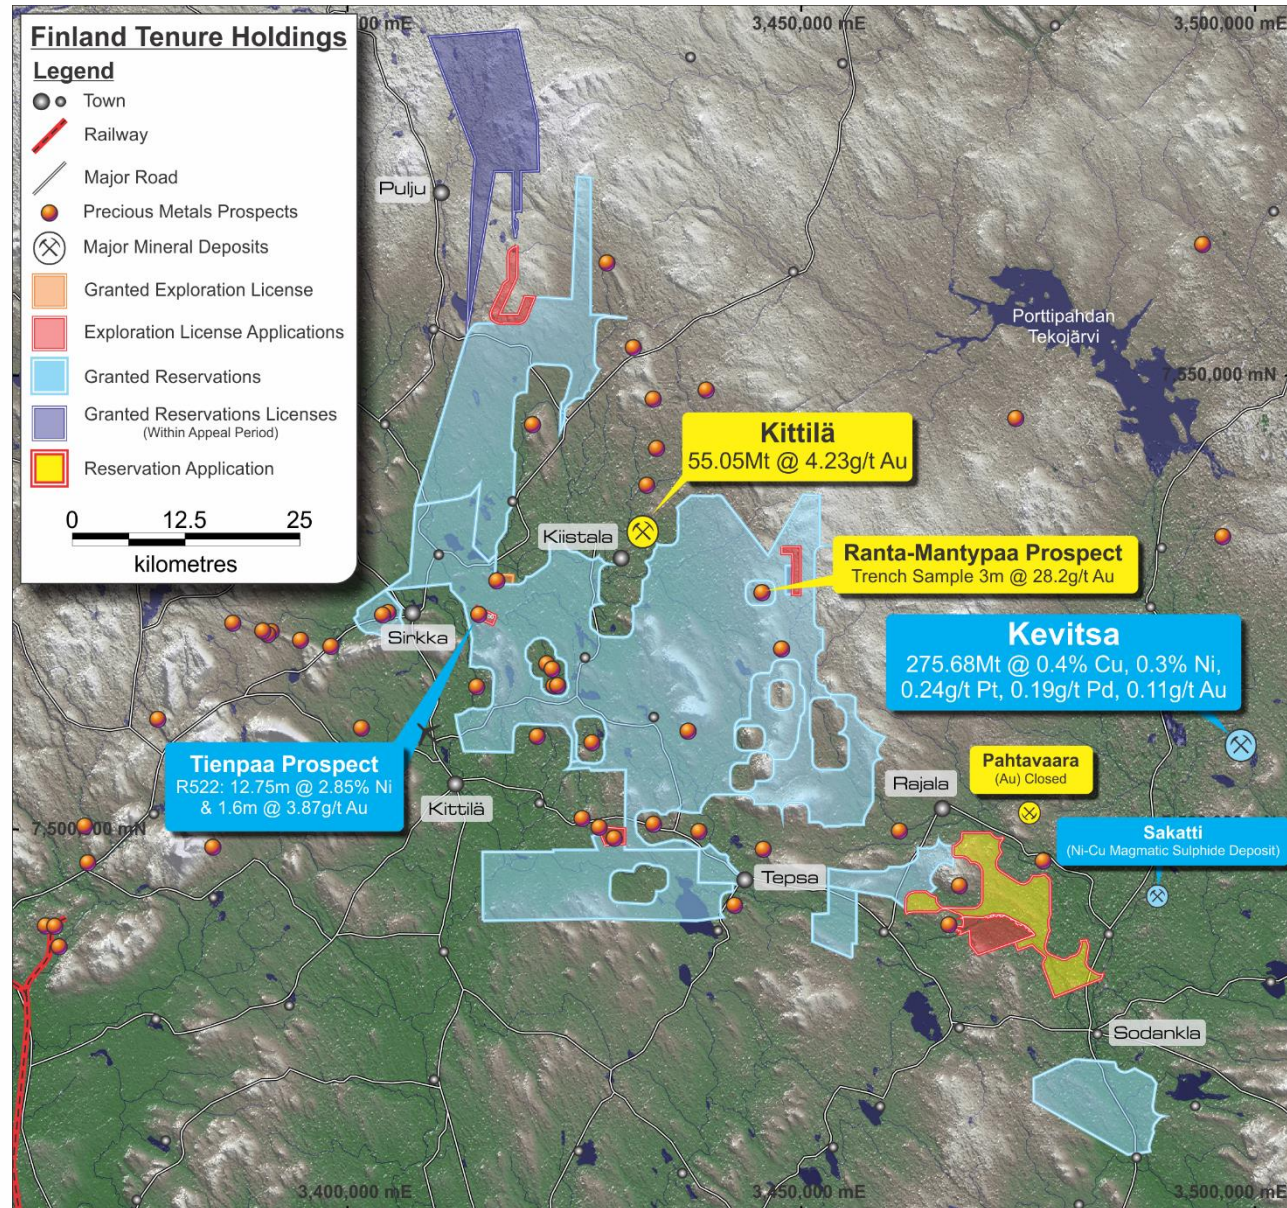 Finland Tenure Holdings
Legend
Town
Railway
Major Road
Precious Metals Prospects
Major Mineral Deposits
Granted Exploration License
Exploration License Applications
Granted Reservations
Granted Reservations Licenses
(Within Appeal Period)
Reservation Application
0 12.5 25
kilometres
00 mE
3,450,000 mE
3,500,000 mE
Pulju
Porttipahdan
Tekojärvi
7,550,000 mN
Kittilä
55.05Mt @ 4.23g/t Au
Kiistala
Ranta-Mantypaa Prospect
Trench Sample 3m @ 28.2g/t Au
Sirkka
Kevitsa
275.68Mt @ 0.4% Cu, 0.3% Ni,
0.24g/t Pt, 0.19g/t Pd, 0.11g/t Au
Tienpaa Prospect
R522: 12.75m @ 2.85% Ni
& 1.6m @ 3.87g/t Au
Kittilä
Rajala
Pahtavaara
(Au) Closed
7,500,000 mN
Sakatti
(Ni-Cu Magmatic Sulphide Deposit)
Tepsa
Sodankla
3,400,000 mE
3,450,000 mE
3,500,000 mE